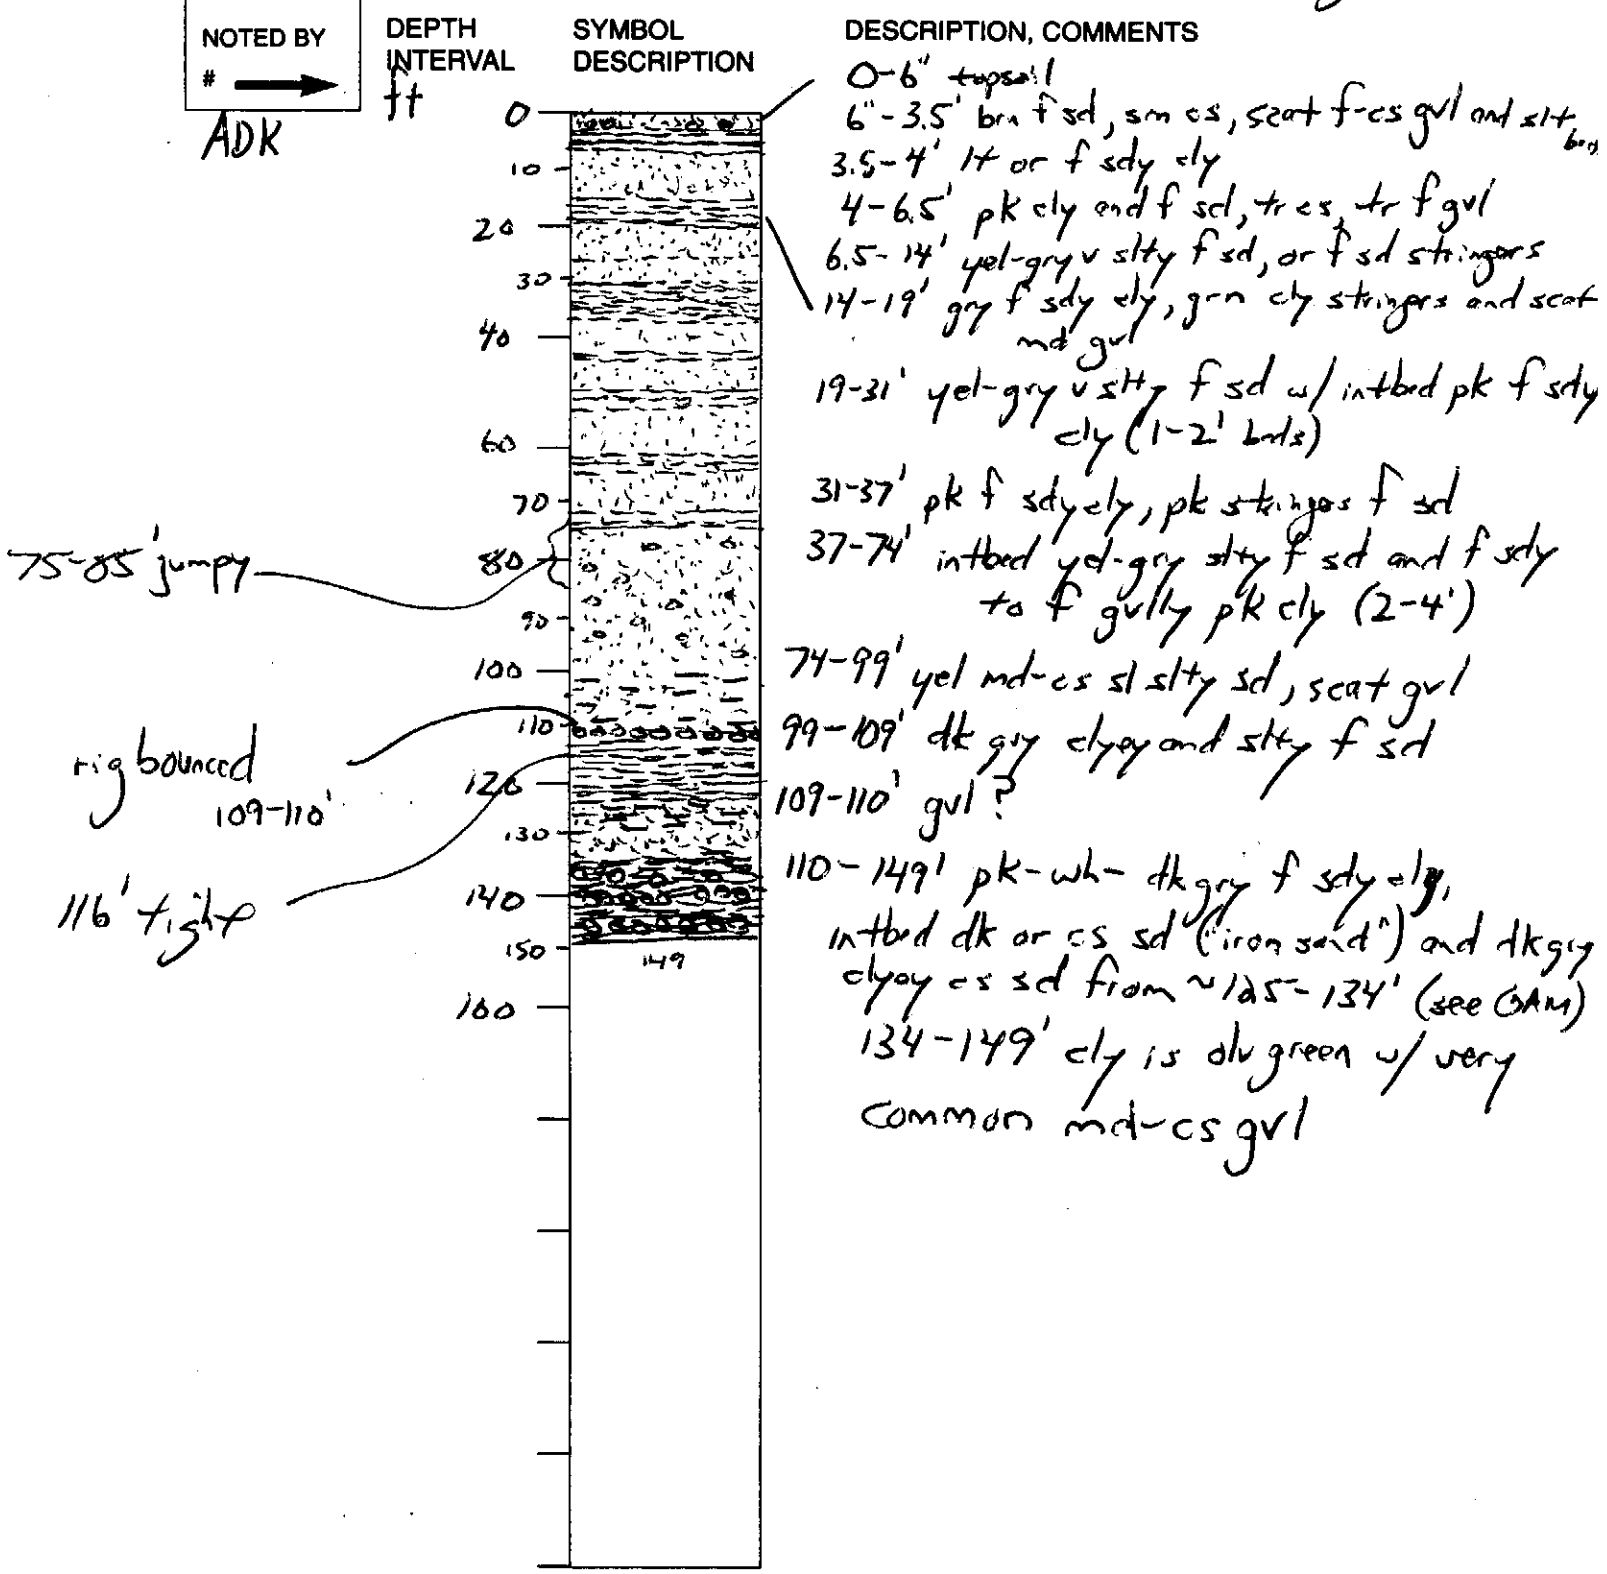 NOTED BY
#
ADK
DEPTH INTERVAL
ft
SYMBOL DESCRIPTION
DESCRIPTION, COMMENTS
0-6" topsoil
6"-3.5' brn f sd, sm cs, scat f-cs gvl and slt
3.5-4' lt or f sdy cly
4-6.5' pk cly and f sd, tr cs, tr f gvl
6.5-14' yel-gry v slty f sd, or f sd stringers
14-19' gry f sdy cly, grn cly stringers and scat
md gvl
19-31' yel-gry v slty f sd w/ intbed pk f sdy
cly (1-2' bnds)
31-37' pk f sdy cly, pk stringers f sd
37-74' intbed yel-gry slty f sd and f sdy
to f gvlly pk cly (2-4')
74-99' yel md-cs sl slty sd, scat gvl
99-109' dk gry clyey and slty f sd
109-110' gvl?
110-149' pk-wh-dk gry f sdy cly,
intbed dk or cs sd ("iron sand") and dk gry
clyey cs sd from ~125-134' (see GAM)
134-149' cly is olv green w/ very
common md-cs gvl
0
10
20
30
40
60
70
80
90
100
110
120
130
140
150
149
160
75-85' jumpy
rig bounced
109-110'
116' tight